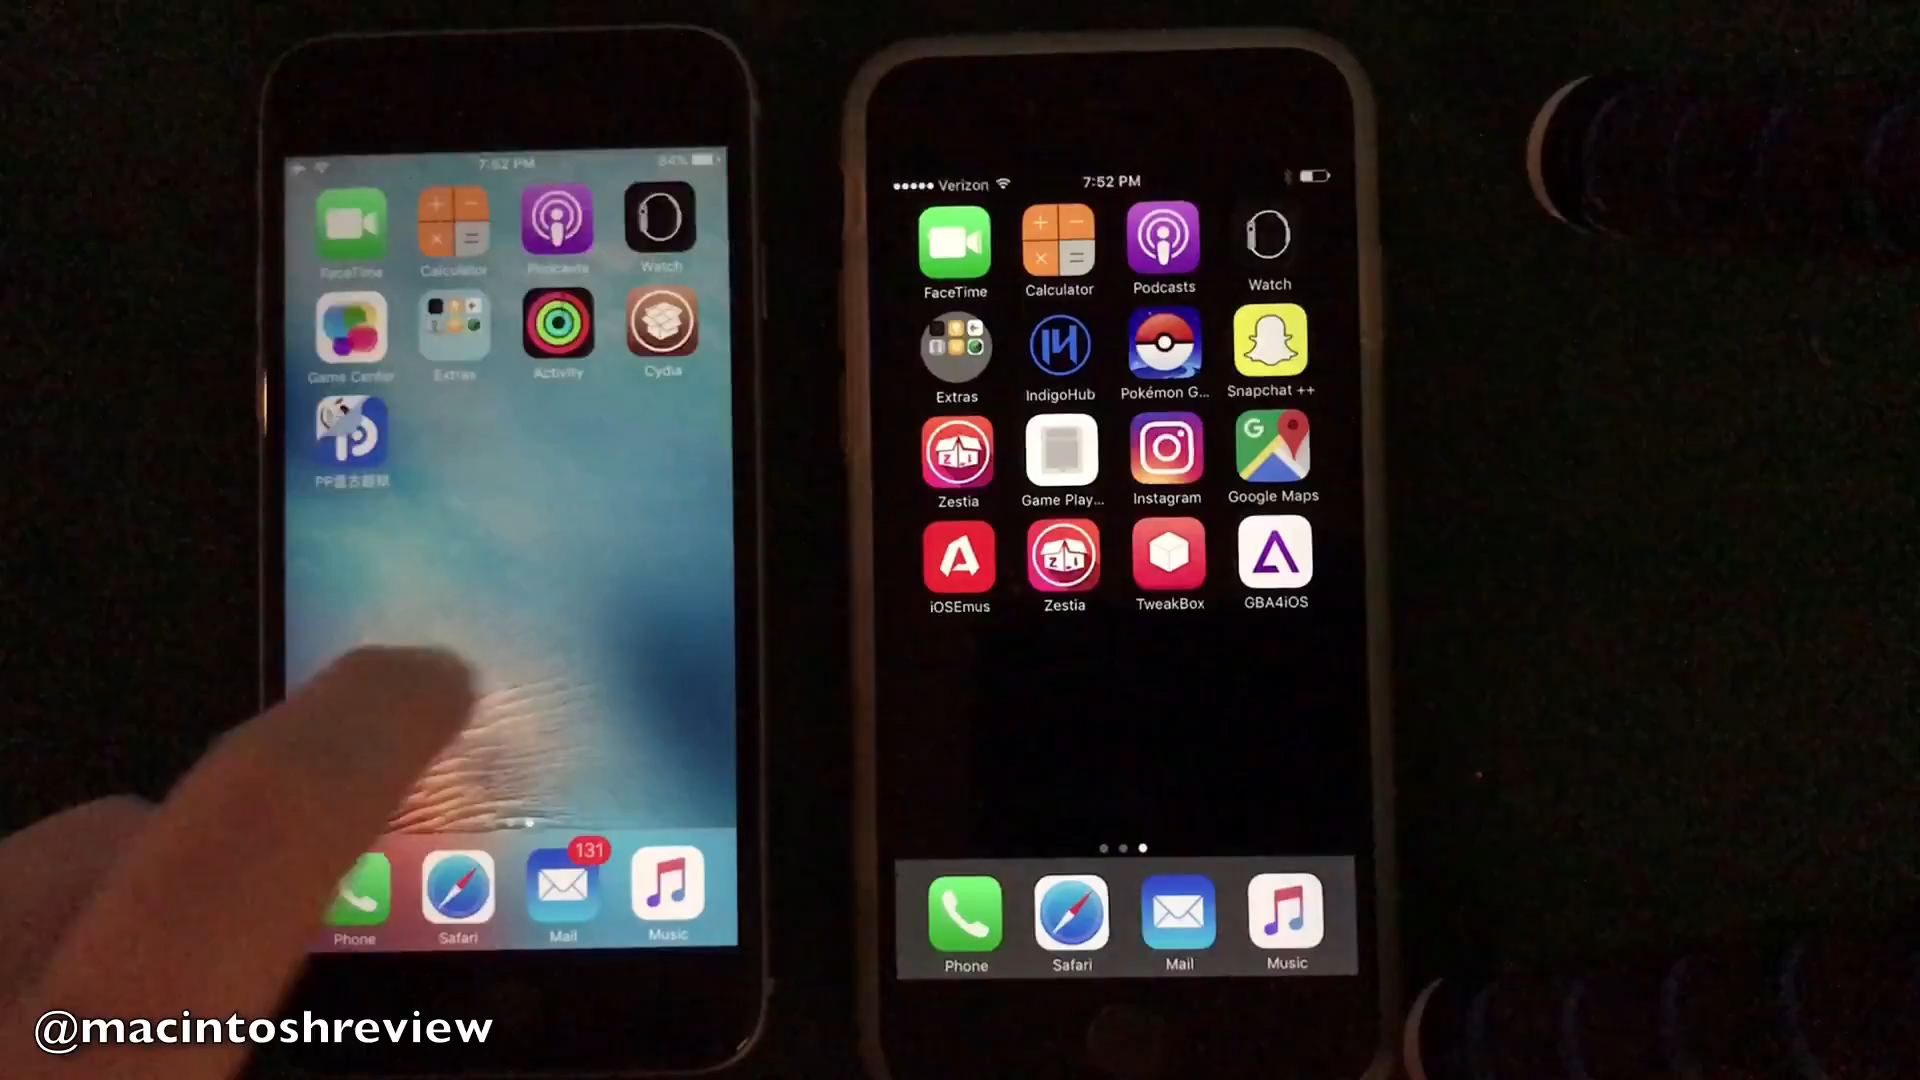 7:52 PM
84%
FaceTime
Calculator
Podcasts
Watch
Game Center
Extras
Activity
Cydia
131
Phone
Safari
Mail
Music
Verizon
7:52 PM
FaceTime
Calculator
Podcasts
Watch
Extras
IndigoHub
Pokémon G...
Snapchat ++
Zestia
Game Play...
Instagram
Google Maps
iOSEmus
Zestia
TweakBox
GBA4iOS
Phone
Safari
Mail
Music
@macintoshreview